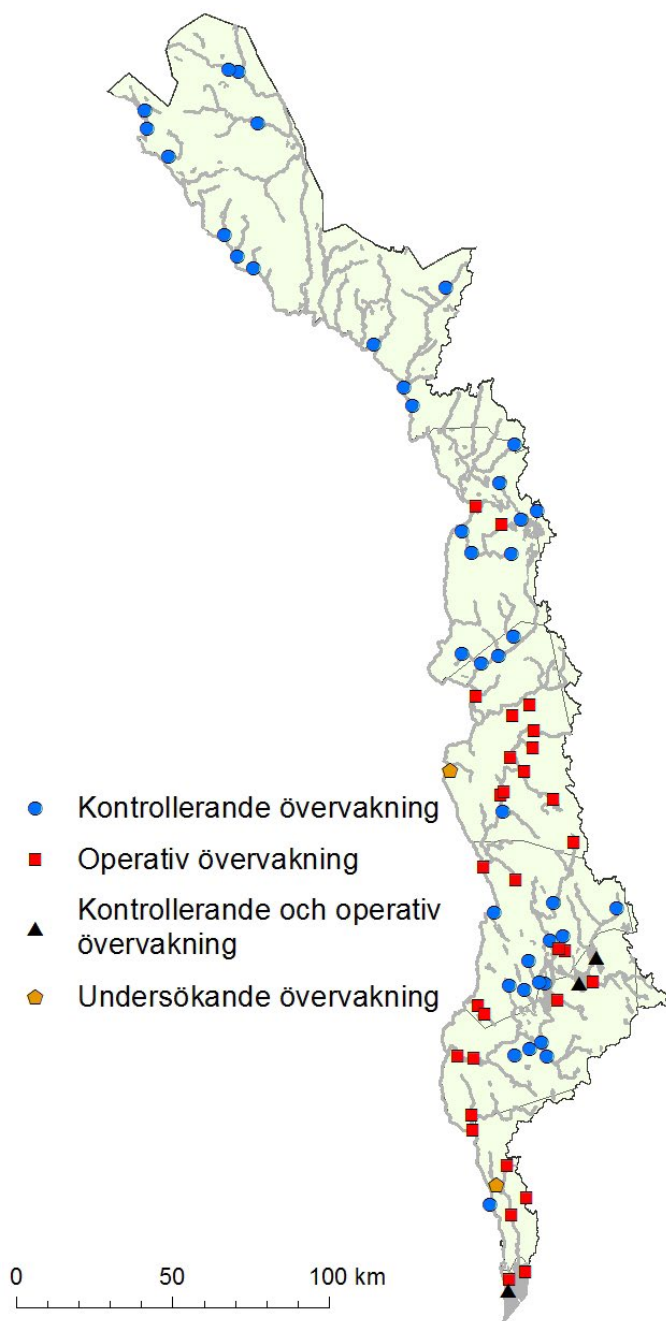 Kontrollerande övervakning
Operativ övervakning
Kontrollerande och operativ
övervakning
Undersökande övervakning
0 50 100 km